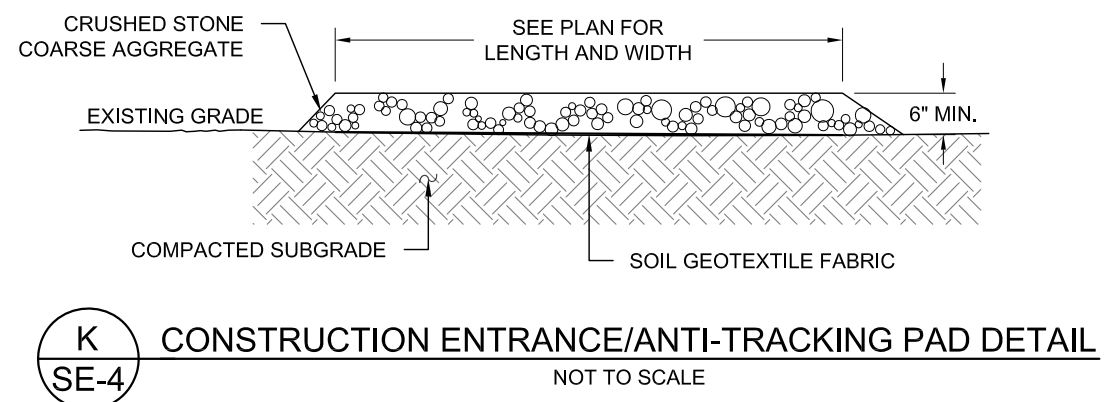 CRUSHED STONE
COARSE AGGREGATE
SEE PLAN FOR
LENGTH AND WIDTH
EXISTING GRADE
6" MIN.
COMPACTED SUBGRADE
SOIL GEOTEXTILE FABRIC
K
SE-4
CONSTRUCTION ENTRANCE/ANTI-TRACKING PAD DETAIL
NOT TO SCALE